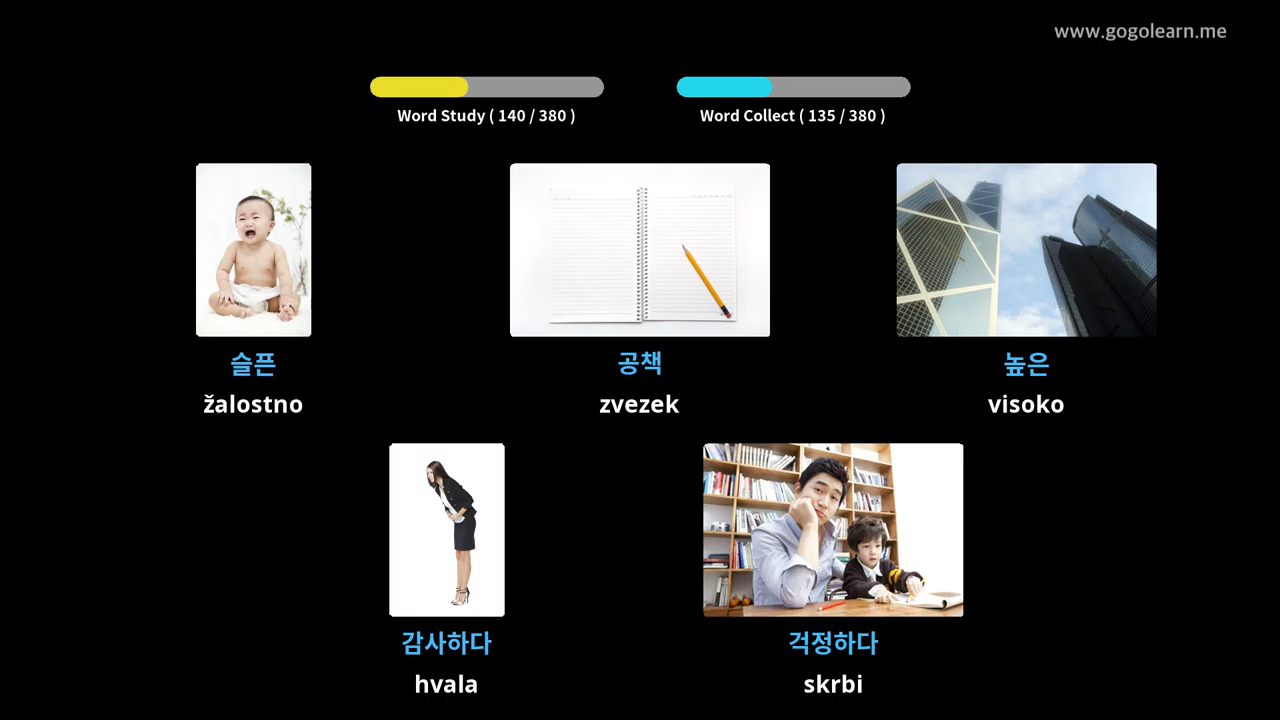 www.gogolearn.me
Word Study ( 140 / 380 )
Word Collect ( 135 / 380 )
슬픈
žalostno
공책
zvezek
높은
visoko
감사하다
hvala
걱정하다
skrbi